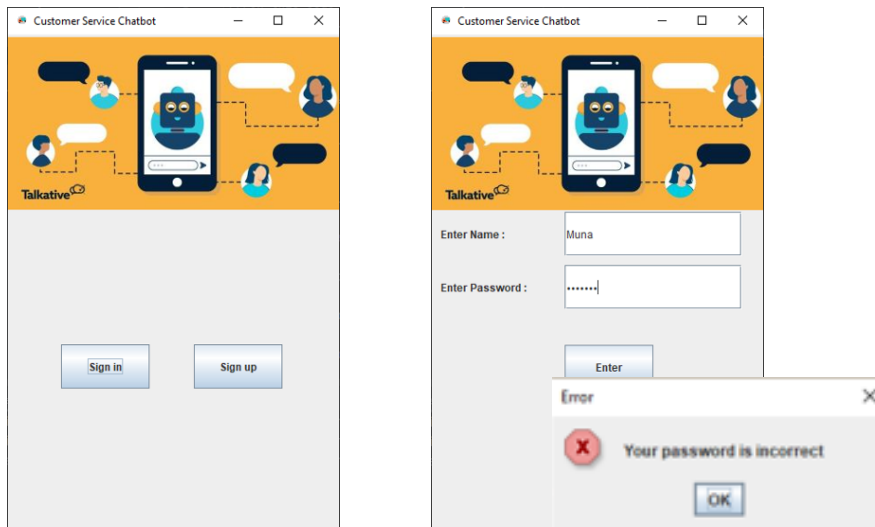 Customer Service Chatbot
Talkative
Sign in
Sign up
Customer Service Chatbot
Talkative
Enter Name :
Muna
Enter Password :
•••••••
Enter
Error
Your password is incorrect
OK